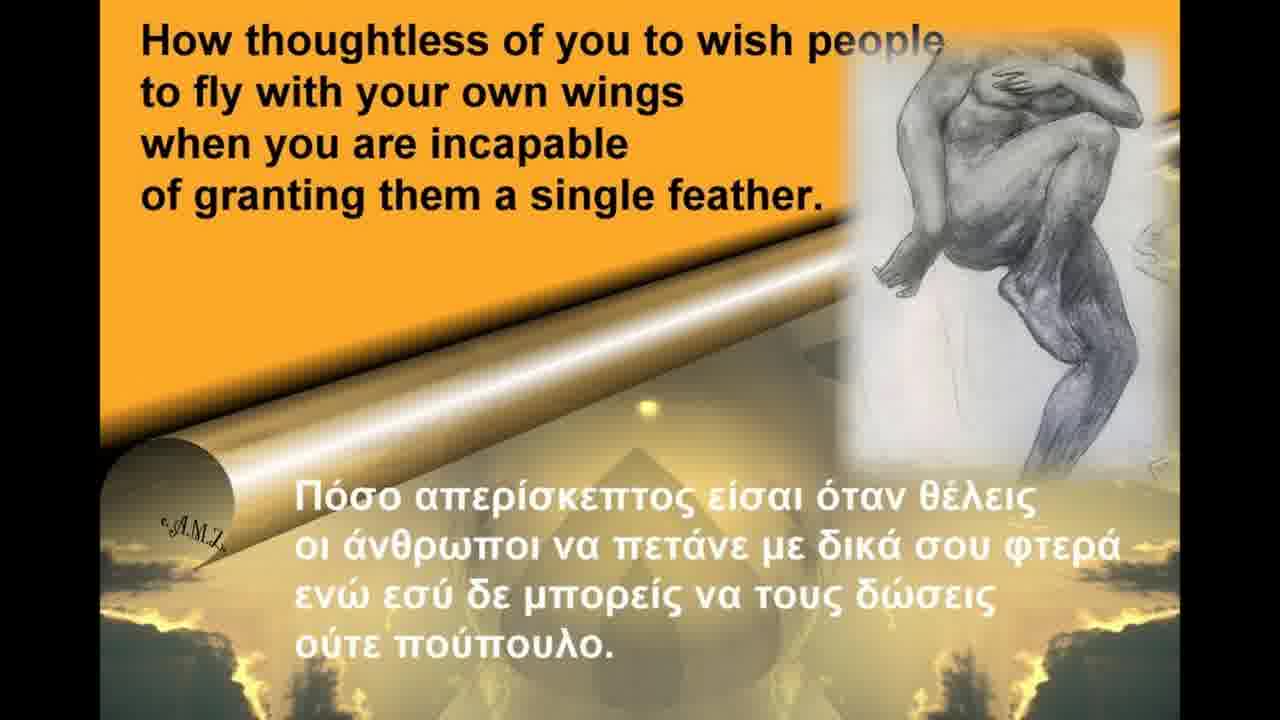 How thoughtless of you to wish people
to fly with your own wings
when you are incapable
of granting them a single feather.
Πόσο απερίσκεπτος είσαι όταν θέλεις
οι άνθρωποι να πετάνε με δικά σου φτερά
ενώ εσύ δε μπορείς να τους δώσεις
ούτε πούπουλο.
A.M.Z.